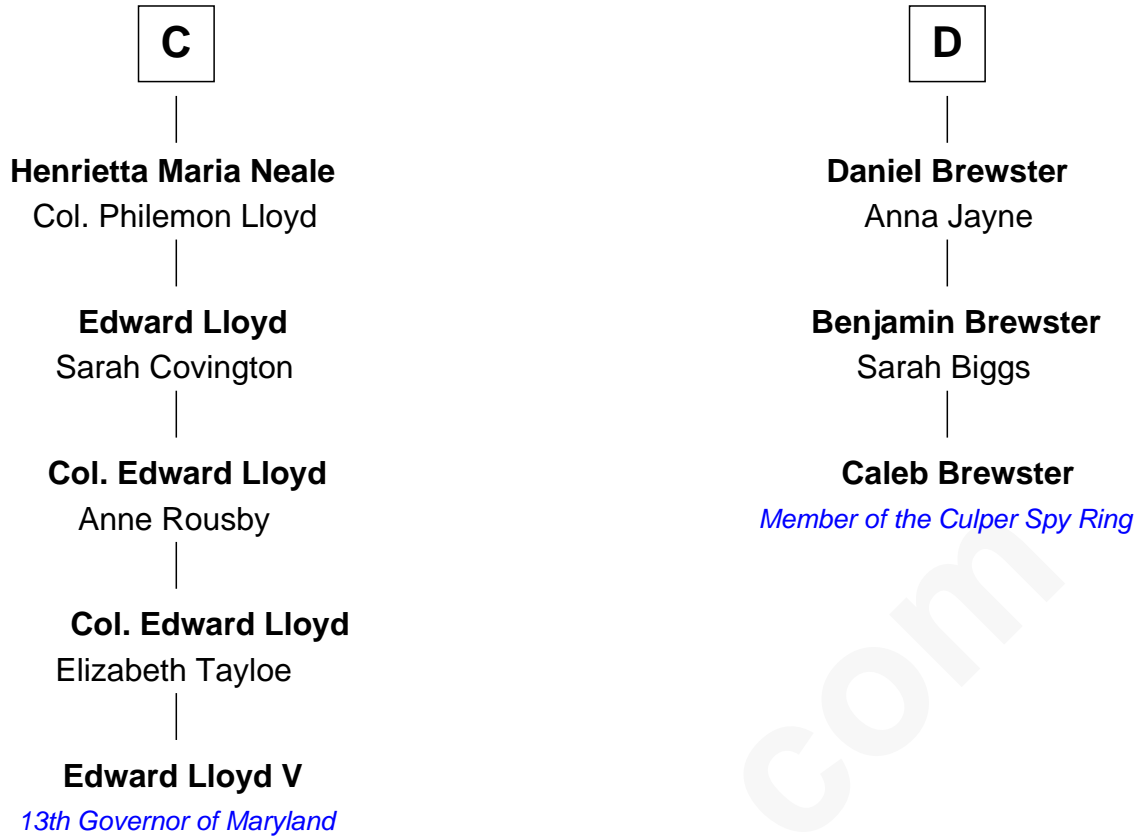 C
Henrietta Maria Neale
Col. Philemon Lloyd
Edward Lloyd
Sarah Covington
Col. Edward Lloyd
Anne Rousby
Col. Edward Lloyd
Elizabeth Tayloe
Edward Lloyd V
13th Governor of Maryland
D
Daniel Brewster
Anna Jayne
Benjamin Brewster
Sarah Biggs
Caleb Brewster
Member of the Culper Spy Ring
com